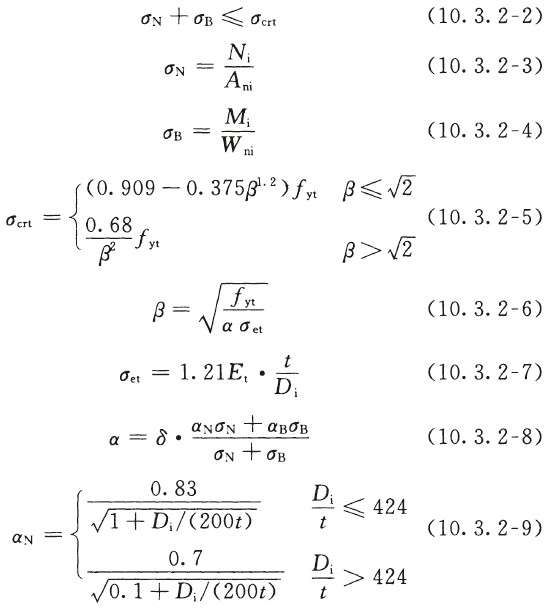 σ_N + σ_B ≤ σ_crt (10.3.2-2)
σ_N = N_i / A_ni (10.3.2-3)
σ_B = M_i / W_ni (10.3.2-4)
σ_crt = { (0.909 − 0.375β^1.2) f_yt β ≤ √2
0.68 / β² f_yt β > √2 (10.3.2-5)
β = √(f_yt / (α σ_et)) (10.3.2-6)
σ_et = 1.21E_t · t / D_i (10.3.2-7)
α = δ · (α_Nσ_N + α_Bσ_B) / (σ_N + σ_B) (10.3.2-8)
α_N = { 0.83 / √(1 + D_i/(200t)) D_i / t ≤ 424
0.7 / √(0.1 + D_i/(200t)) D_i / t > 424 (10.3.2-9)